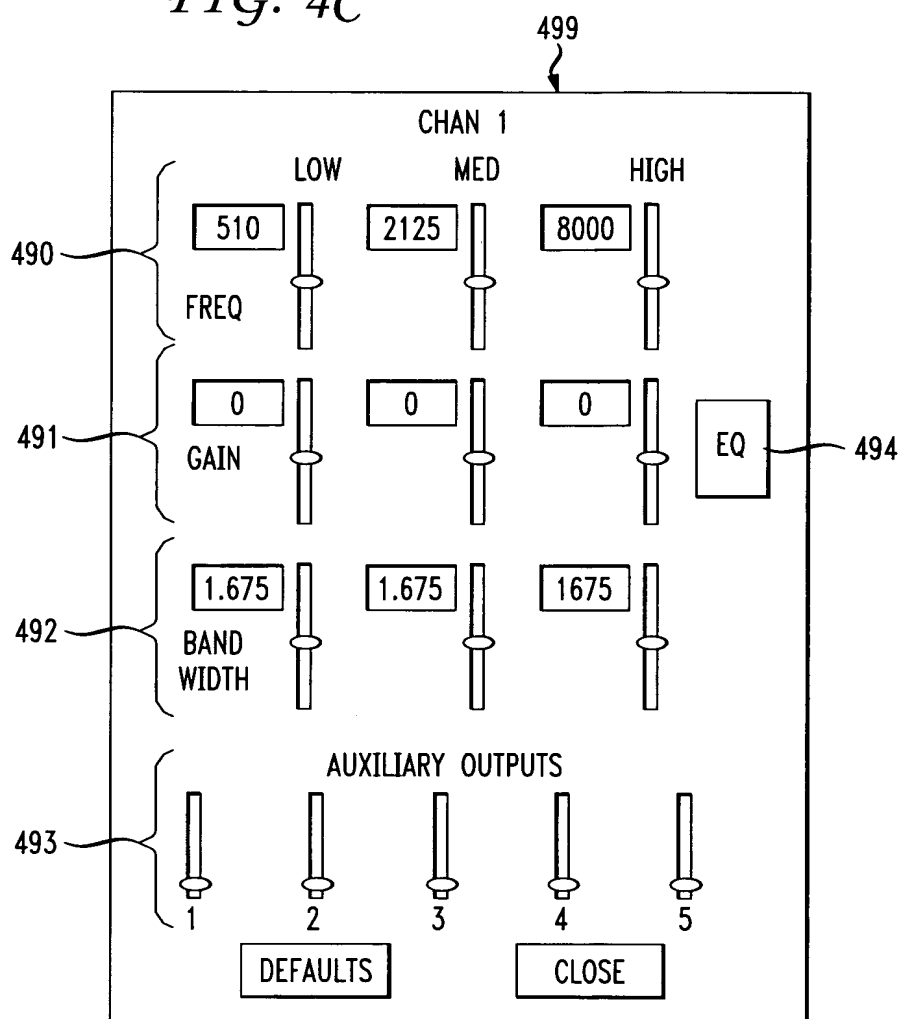 FIG. 4C
499
CHAN 1
LOW MED HIGH
510 2125 8000
490
FREQ
0 0 0
491
GAIN
EQ 494
1.675 1.675 1675
492
BAND
WIDTH
AUXILIARY OUTPUTS
493
1 2 3 4 5
DEFAULTS CLOSE